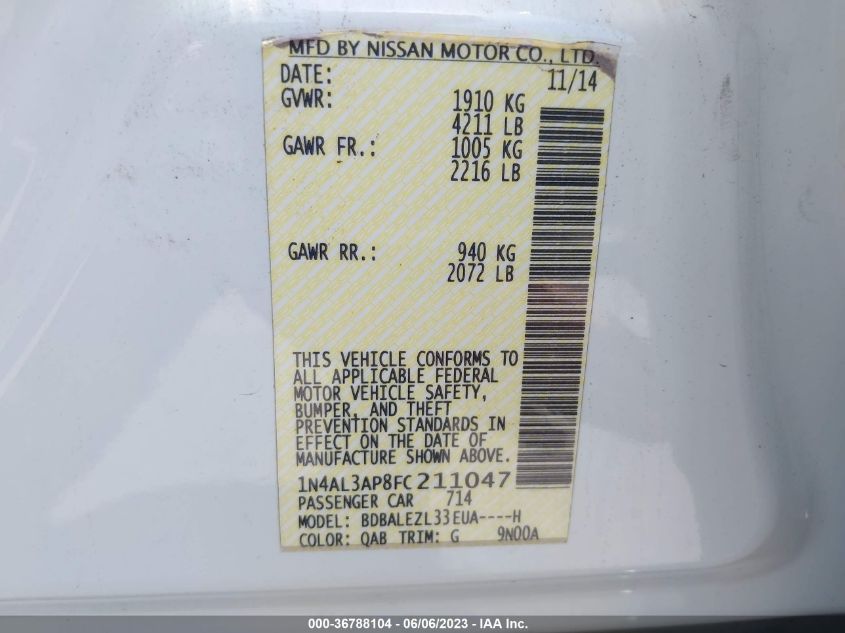 MFD BY NISSAN MOTOR CO., LTD.
DATE: 11/14
GVWR: 1910 KG
4211 LB
GAWR FR.: 1005 KG
2216 LB
GAWR RR.: 940 KG
2072 LB
THIS VEHICLE CONFORMS TO
ALL APPLICABLE FEDERAL
MOTOR VEHICLE SAFETY,
BUMPER, AND THEFT
PREVENTION STANDARDS IN
EFFECT ON THE DATE OF
MANUFACTURE SHOWN ABOVE.
1N4AL3AP8FC211047
PASSENGER CAR 714
MODEL: BDBALEZL33EUA----H
COLOR: QAB TRIM: G 9N00A
000-36788104 - 06/06/2023 - IAA Inc.